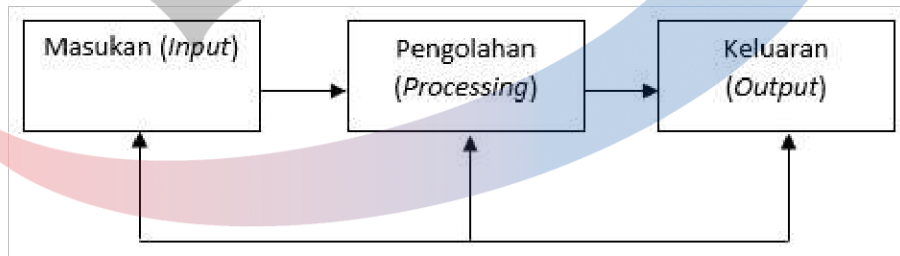 Masukan (Input)
Pengolahan
(Processing)
Keluaran
(Output)